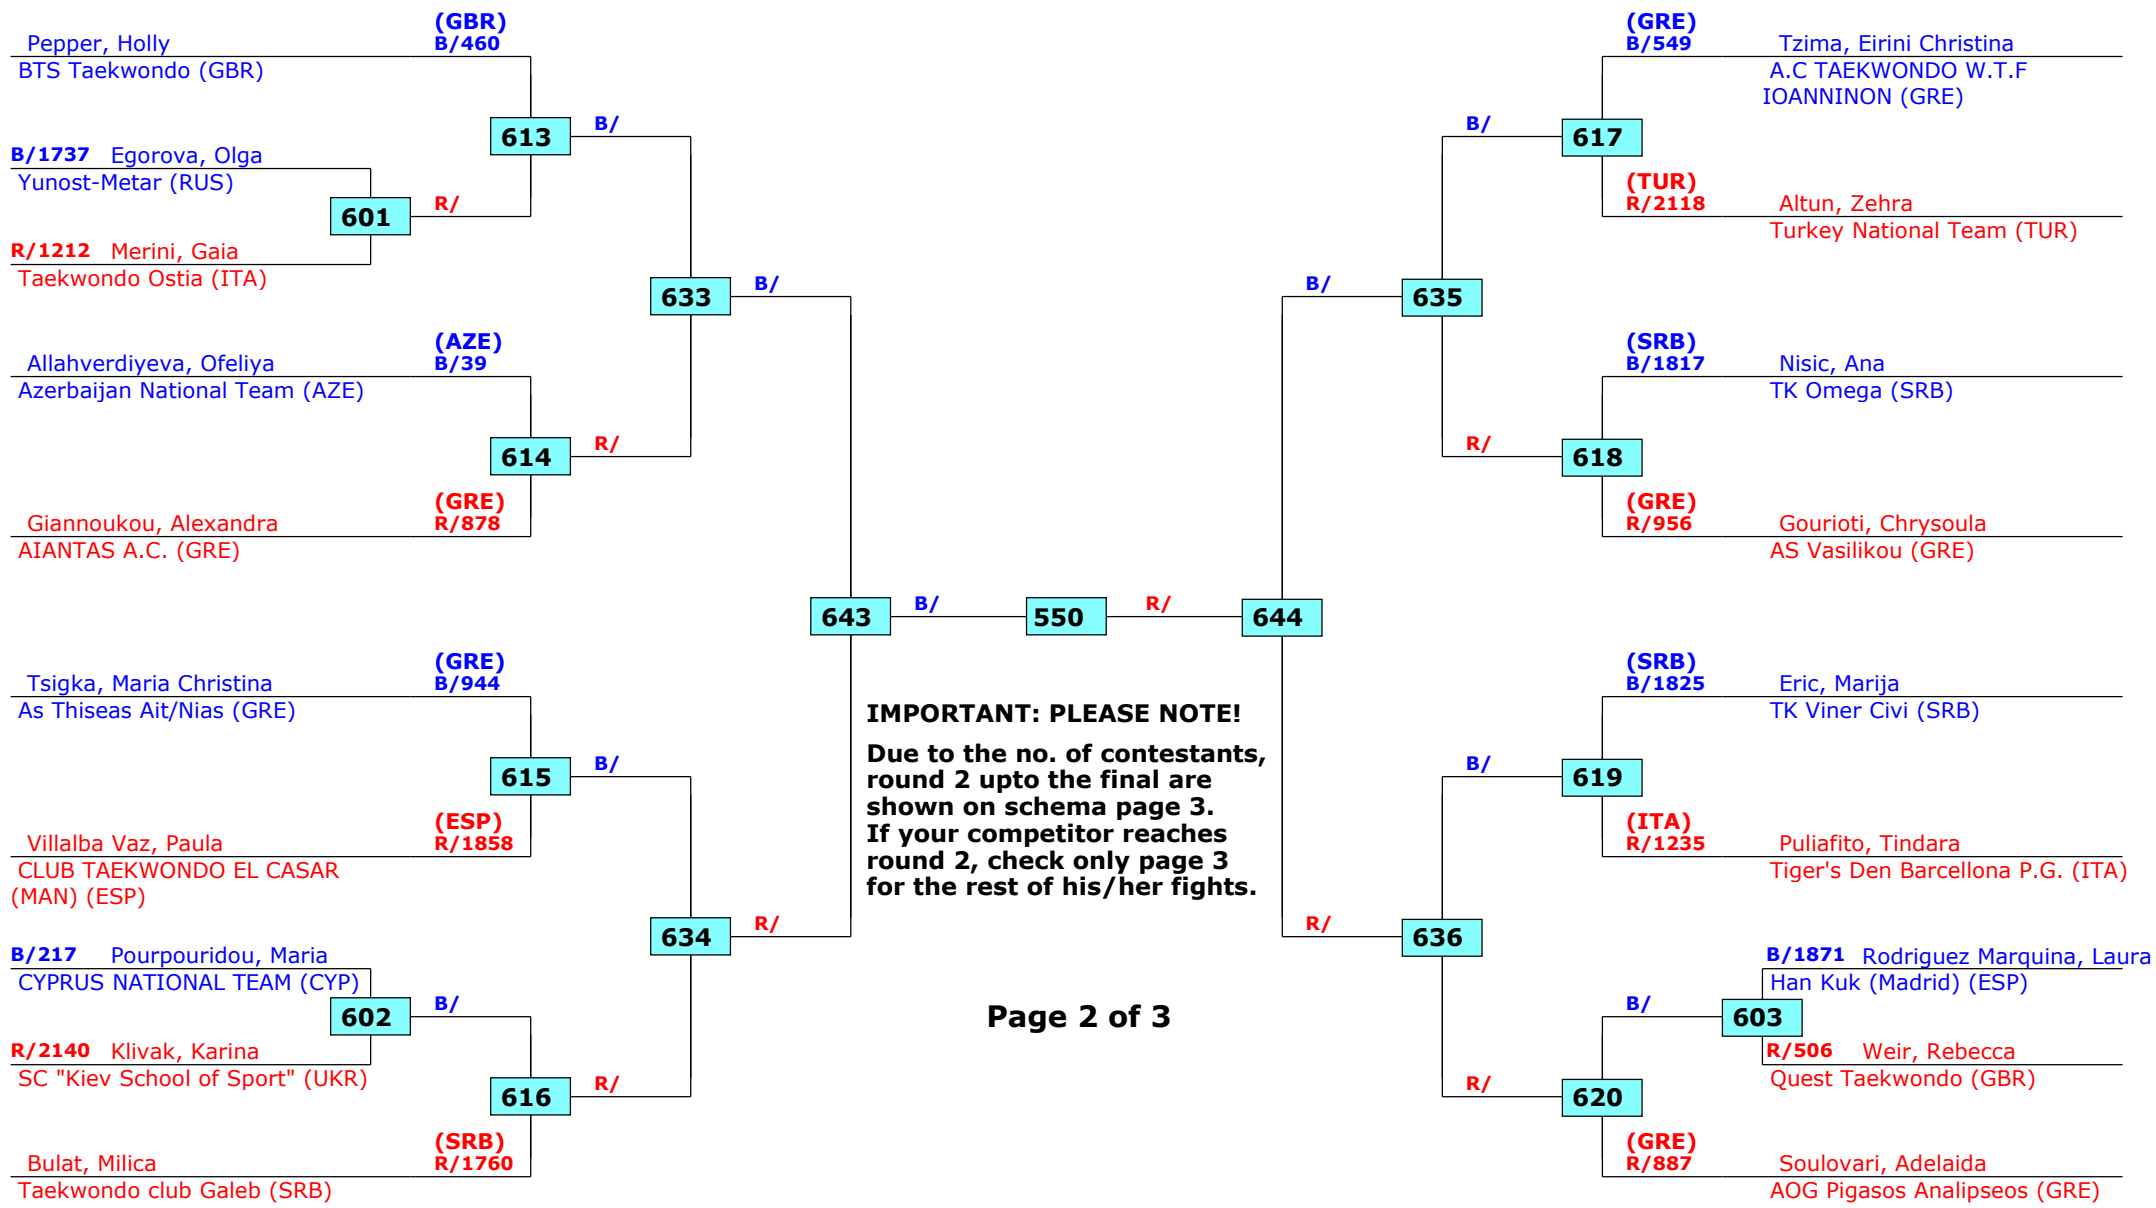 (GBR)
Pepper, Holly B/460
BTS Taekwondo (GBR)
613 B/
B/1737 Egorova, Olga
Yunost-Metar (RUS)
601 R/
R/1212 Merini, Gaia
Taekwondo Ostia (ITA)
633 B/
(AZE)
Allahverdiyeva, Ofeliya B/39
Azerbaijan National Team (AZE)
614 R/
(GRE)
Giannoukou, Alexandra R/878
AIANTAS A.C. (GRE)
643 B/ 550 R/ 644
(GRE)
Tsigka, Maria Christina B/944
As Thiseas Ait/Nias (GRE)
615 B/
(ESP)
Villalba Vaz, Paula R/1858
CLUB TAEKWONDO EL CASAR
(MAN) (ESP)
634 R/
B/217 Pourpouridou, Maria
CYPRUS NATIONAL TEAM (CYP)
602 B/
R/2140 Klivak, Karina
SC "Kiev School of Sport" (UKR)
616 R/
(SRB)
Bulat, Milica R/1760
Taekwondo club Galeb (SRB)
IMPORTANT: PLEASE NOTE!
Due to the no. of contestants,
round 2 upto the final are
shown on schema page 3.
If your competitor reaches
round 2, check only page 3
for the rest of his/her fights.
Page 2 of 3
(GRE)
B/549 Tzima, Eirini Christina
A.C TAEKWONDO W.T.F
IOANNINON (GRE)
B/ 617
(TUR)
R/2118 Altun, Zehra
Turkey National Team (TUR)
B/ 635
(SRB)
B/1817 Nisic, Ana
TK Omega (SRB)
R/ 618
(GRE)
R/956 Gourioti, Chrysoula
AS Vasilikou (GRE)
(SRB)
B/1825 Eric, Marija
TK Viner Civi (SRB)
B/ 619
(ITA)
R/1235 Puliafito, Tindara
Tiger's Den Barcellona P.G. (ITA)
R/ 636
B/1871 Rodriguez Marquina, Laura
Han Kuk (Madrid) (ESP)
B/ 603
R/506 Weir, Rebecca
Quest Taekwondo (GBR)
R/ 620
(GRE)
R/887 Soulovari, Adelaida
AOG Pigasos Analipseos (GRE)